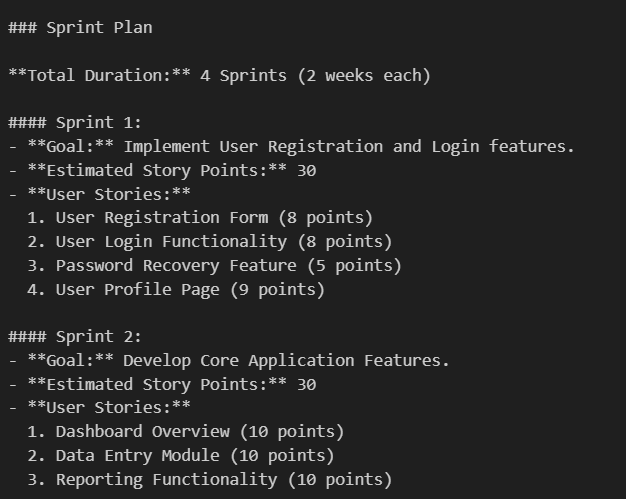 ### Sprint Plan
**Total Duration:** 4 Sprints (2 weeks each)
#### Sprint 1:
- **Goal:** Implement User Registration and Login features.
- **Estimated Story Points:** 30
- **User Stories:**
1. User Registration Form (8 points)
2. User Login Functionality (8 points)
3. Password Recovery Feature (5 points)
4. User Profile Page (9 points)
#### Sprint 2:
- **Goal:** Develop Core Application Features.
- **Estimated Story Points:** 30
- **User Stories:**
1. Dashboard Overview (10 points)
2. Data Entry Module (10 points)
3. Reporting Functionality (10 points)